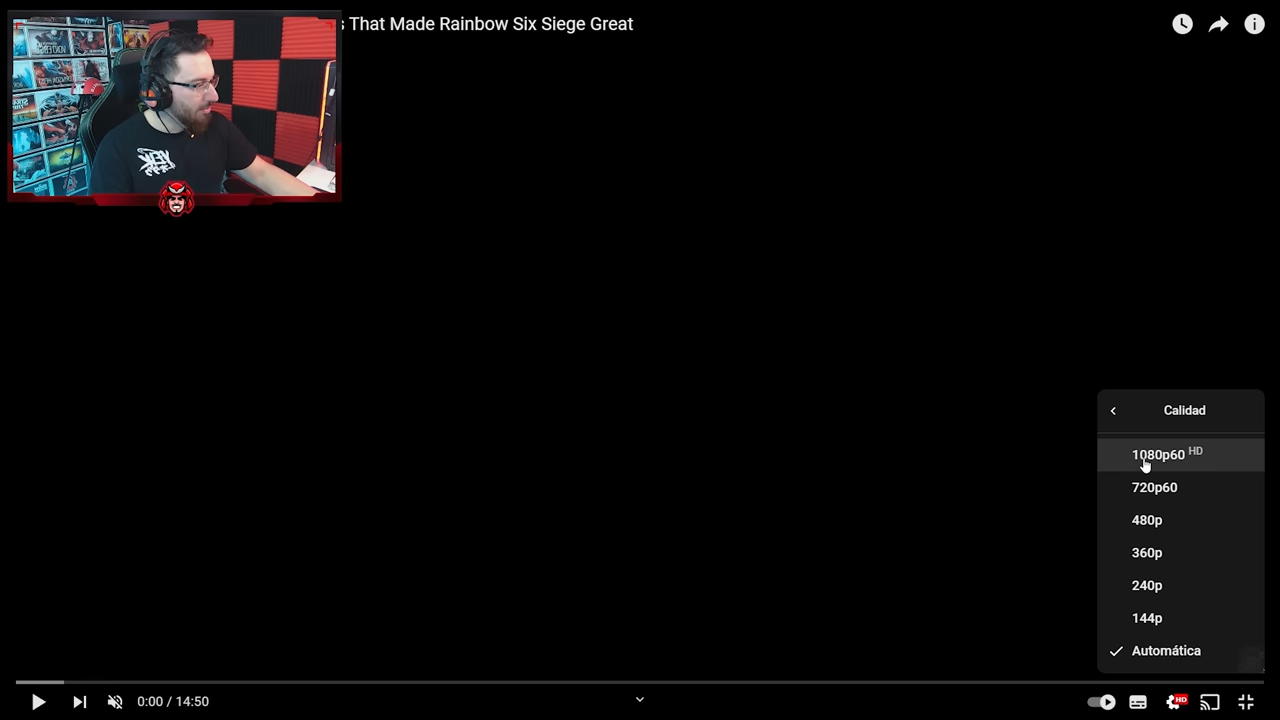 s That Made Rainbow Six Siege Great
Calidad
1080p60 HD
720p60
480p
360p
240p
144p
Automática
0:00 / 14:50
HD